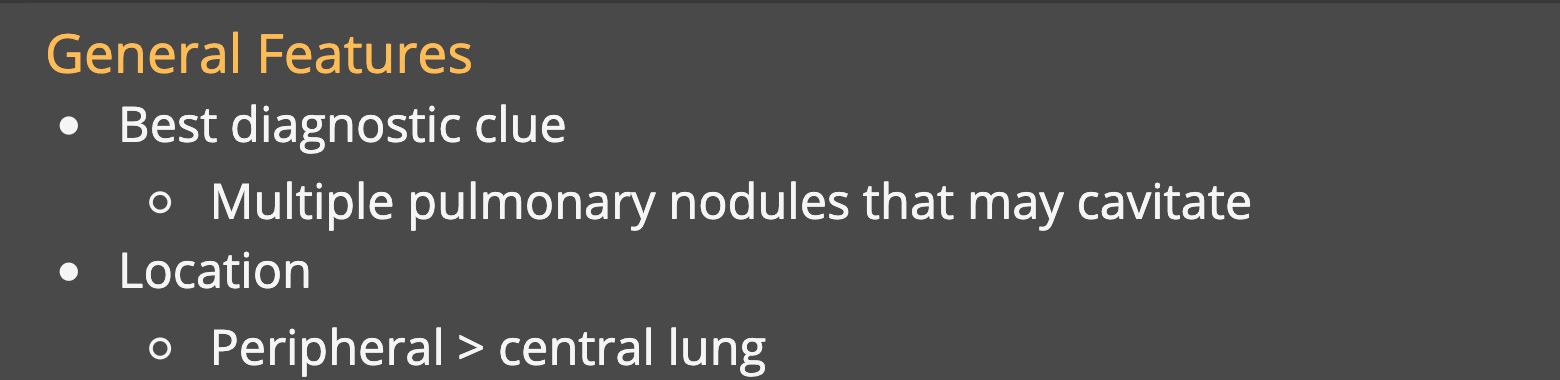 General Features
• Best diagnostic clue
○ Multiple pulmonary nodules that may cavitate
• Location
○ Peripheral > central lung